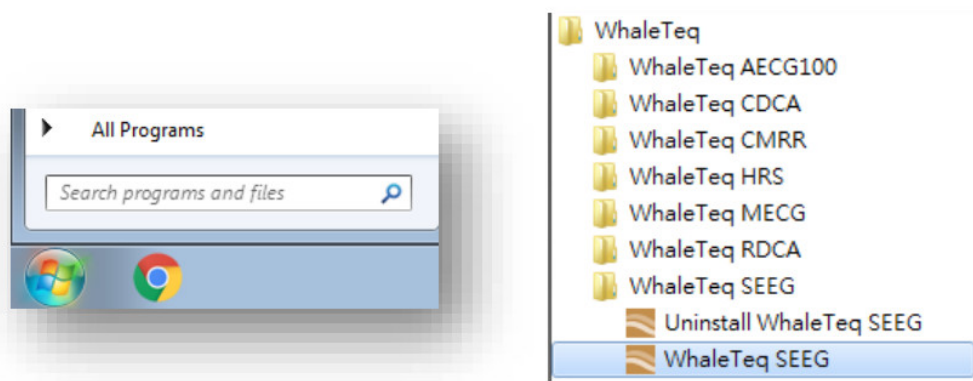 All Programs
Search programs and files
WhaleTeq
WhaleTeq AECG100
WhaleTeq CDCA
WhaleTeq CMRR
WhaleTeq HRS
WhaleTeq MECG
WhaleTeq RDCA
WhaleTeq SEEG
Uninstall WhaleTeq SEEG
WhaleTeq SEEG